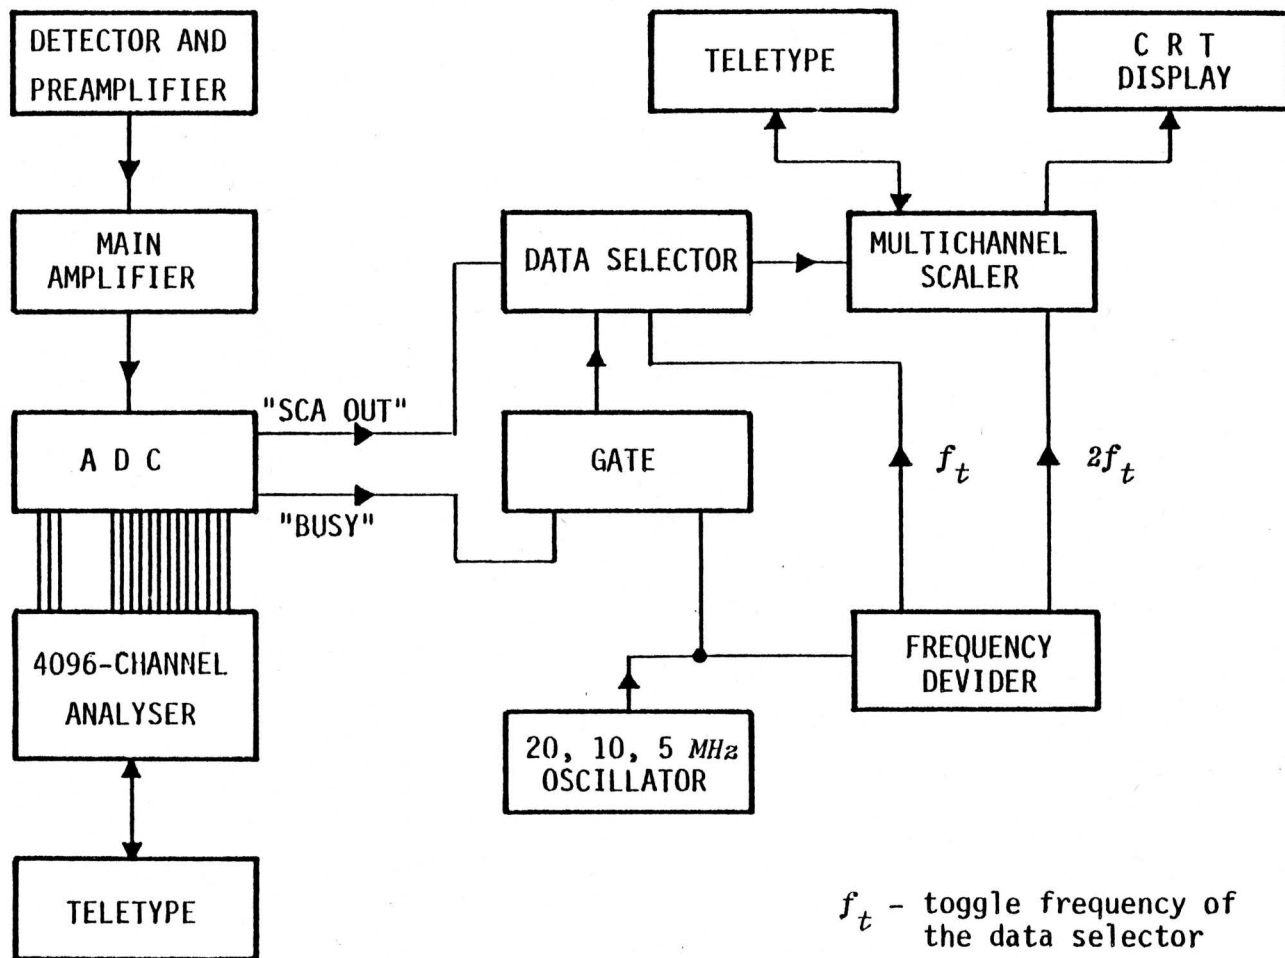 DETECTOR AND
PREAMPLIFIER
TELETYPE
C R T
DISPLAY
MAIN
AMPLIFIER
DATA SELECTOR
MULTICHANNEL
SCALER
"SCA OUT"
A D C
GATE
f_t
2f_t
"BUSY"
4096-CHANNEL
ANALYSER
FREQUENCY
DEVIDER
20, 10, 5 MHz
OSCILLATOR
TELETYPE
f_t - toggle frequency of
the data selector